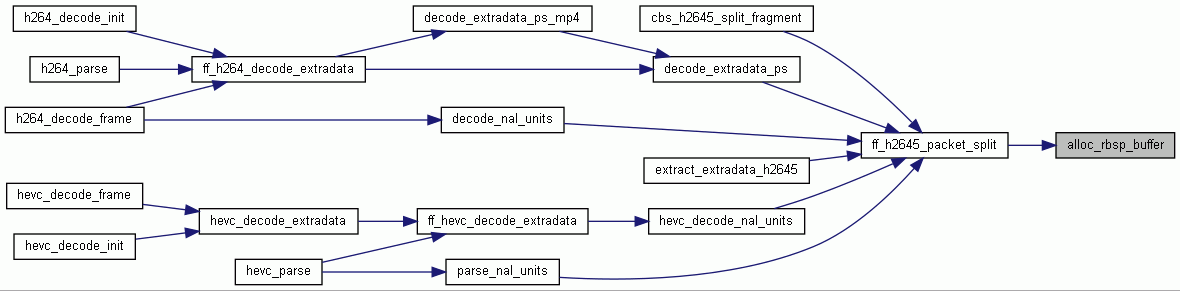 h264_decode_init
decode_extradata_ps_mp4
cbs_h2645_split_fragment
h264_parse
ff_h264_decode_extradata
decode_extradata_ps
h264_decode_frame
decode_nal_units
ff_h2645_packet_split
alloc_rbsp_buffer
extract_extradata_h2645
hevc_decode_frame
hevc_decode_extradata
ff_hevc_decode_extradata
hevc_decode_nal_units
hevc_decode_init
hevc_parse
parse_nal_units